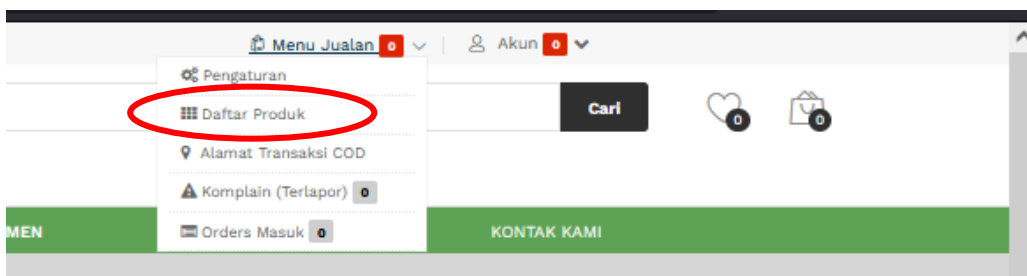 Menu Jualan 0
Akun 0
Pengaturan
Daftar Produk
Cari
0
0
Alamat Transaksi COD
Komplain (Terlapor) 0
Orders Masuk 0
MEN
KONTAK KAMI